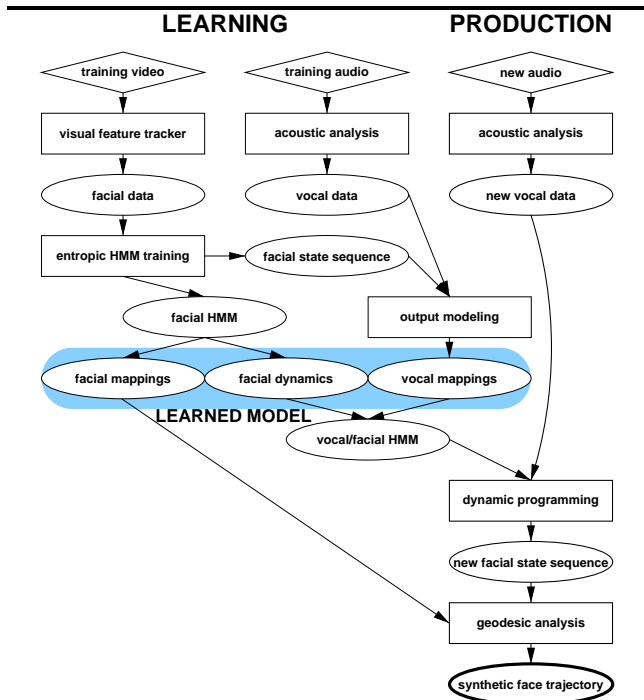 LEARNING PRODUCTION
training video training audio new audio
visual feature tracker acoustic analysis acoustic analysis
facial data vocal data new vocal data
entropic HMM training facial state sequence
facial HMM output modeling
facial mappings facial dynamics vocal mappings
LEARNED MODEL
vocal/facial HMM
dynamic programming
new facial state sequence
geodesic analysis
synthetic face trajectory